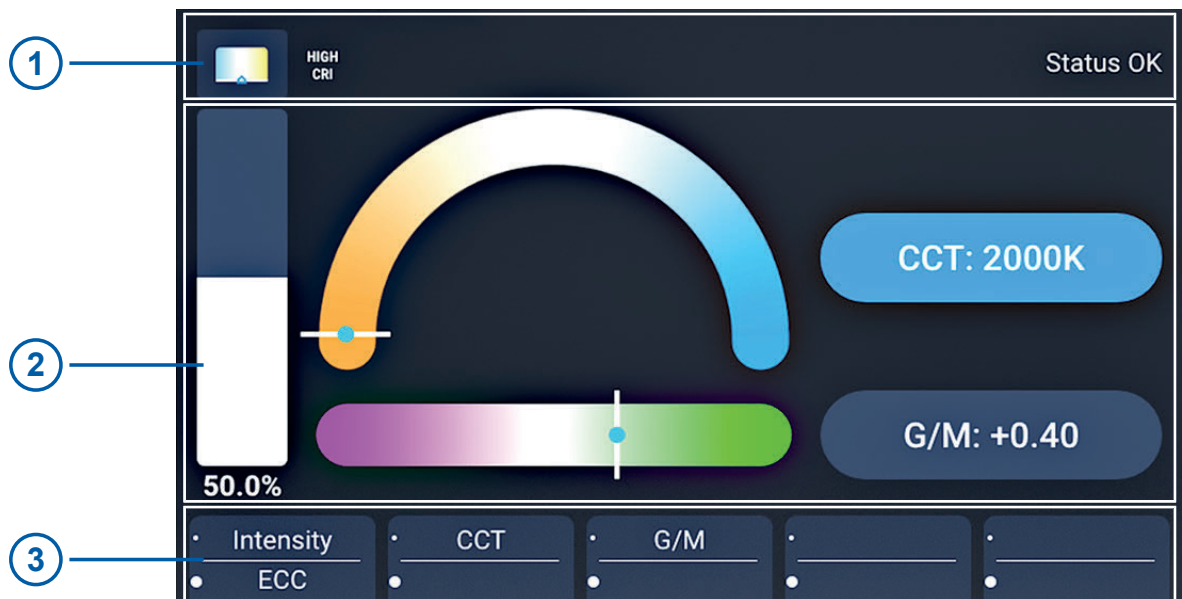 1
HIGH
CRI
Status OK
2
CCT: 2000K
G/M: +0.40
50.0%
3
Intensity
CCT
G/M
ECC